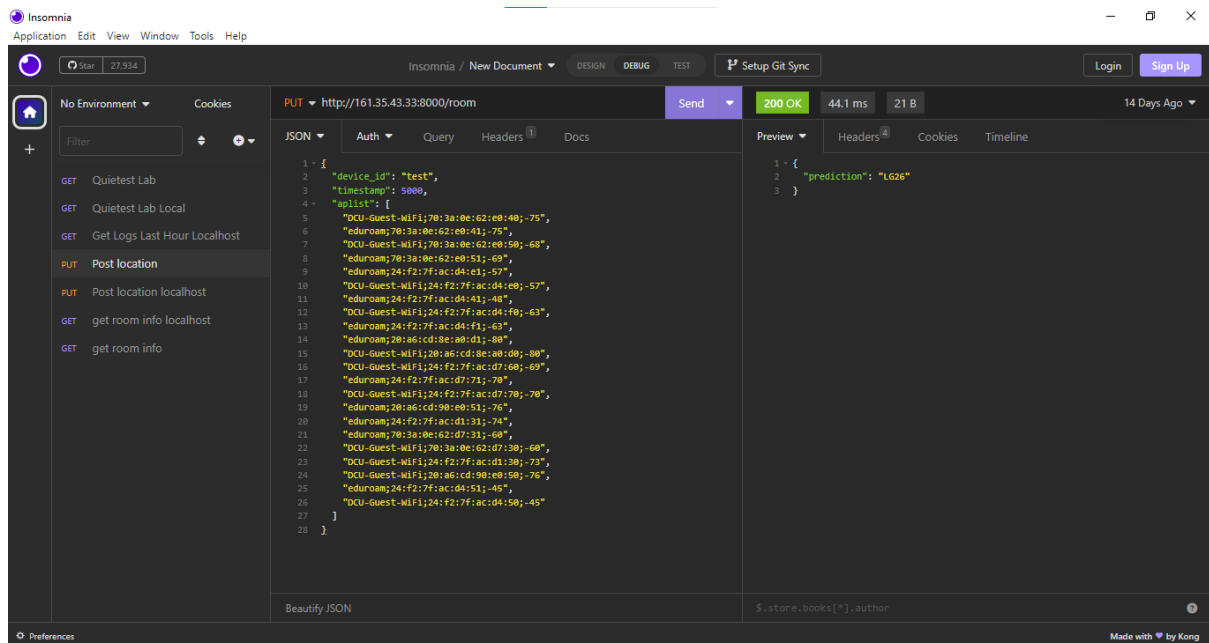 Insomnia
Application Edit View Window Tools Help
Star 27,934
Insomnia / New Document
DESIGN DEBUG TEST
Setup Git Sync
Login
Sign Up
No Environment
Cookies
Filter
GET Quietest Lab
GET Quietest Lab Local
GET Get Logs Last Hour Localhost
PUT Post location
PUT Post location localhost
GET get room info localhost
GET get room info
PUT http://161.35.43.33:8000/room
Send
JSON Auth Query Headers 1 Docs
1 {
2 "device_id": "test",
3 "timestamp": 5000,
4 "aplist": [
5 "DCU-Guest-WiFi;70:3a:0e:62:e0:40;-75",
6 "eduroam;70:3a:0e:62:e0:41;-75",
7 "DCU-Guest-WiFi;70:3a:0e:62:e0:50;-68",
8 "eduroam;70:3a:0e:62:e0:51;-69",
9 "eduroam;24:f2:7f:ac:d4:e1;-57",
10 "DCU-Guest-WiFi;24:f2:7f:ac:d4:e0;-57",
11 "eduroam;24:f2:7f:ac:d4:41;-48",
12 "DCU-Guest-WiFi;24:f2:7f:ac:d4:f0;-63",
13 "eduroam;24:f2:7f:ac:d4:f1;-63",
14 "eduroam;20:a6:cd:8e:a0:d1;-80",
15 "DCU-Guest-WiFi;20:a6:cd:8e:a0:d0;-80",
16 "DCU-Guest-WiFi;24:f2:7f:ac:d7:60;-69",
17 "eduroam;24:f2:7f:ac:d7:71;-70",
18 "DCU-Guest-WiFi;24:f2:7f:ac:d7:70;-70",
19 "eduroam;20:a6:cd:90:e0:51;-76",
20 "eduroam;24:f2:7f:ac:d1:31;-74",
21 "eduroam;70:3a:0e:62:d7:31;-60",
22 "DCU-Guest-WiFi;70:3a:0e:62:d7:30;-60",
23 "DCU-Guest-WiFi;24:f2:7f:ac:d1:30;-73",
24 "DCU-Guest-WiFi;20:a6:cd:90:e0:50;-76",
25 "eduroam;24:f2:7f:ac:d4:51;-45",
26 "DCU-Guest-WiFi;24:f2:7f:ac:d4:50;-45"
27 ]
28 }
Beautify JSON
200 OK 44.1 ms 21 B
14 Days Ago
Preview Headers 4 Cookies Timeline
1 {
2 "prediction": "LG26"
3 }
$.store.books[*].author
Preferences
Made with by Kong